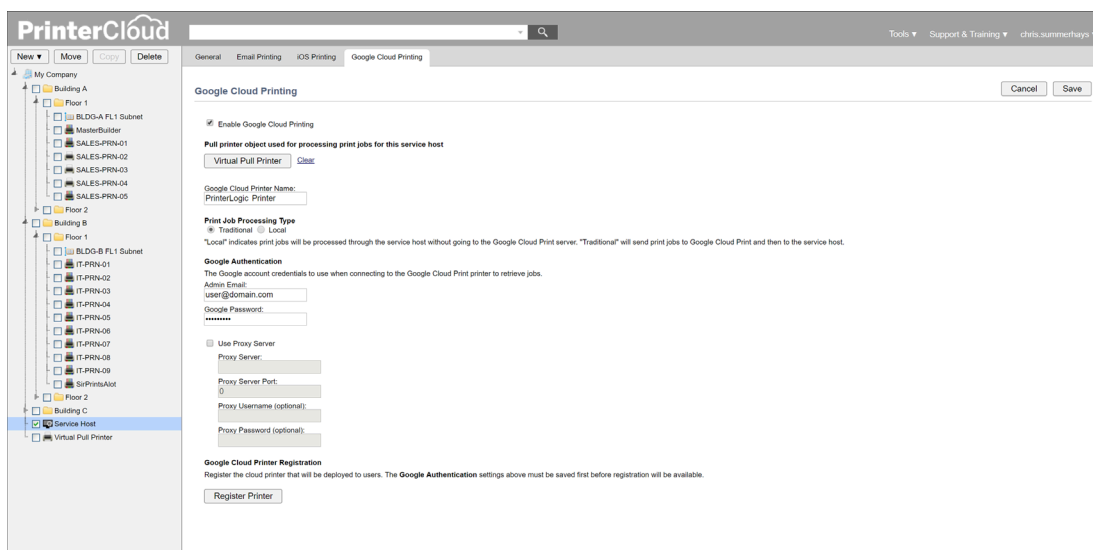 PrinterCloud
Tools ▾ Support & Training ▾ chris.summerhays
New ▾ Move Copy Delete
General Email Printing iOS Printing Google Cloud Printing
My Company
Building A
Floor 1
BLDG-A FL1 Subnet
MasterBuilder
SALES-PRN-01
SALES-PRN-02
SALES-PRN-03
SALES-PRN-04
SALES-PRN-05
Floor 2
Building B
Floor 1
BLDG-B FL1 Subnet
IT-PRN-01
IT-PRN-02
IT-PRN-03
IT-PRN-04
IT-PRN-05
IT-PRN-06
IT-PRN-07
IT-PRN-08
IT-PRN-09
SirPrintsAlot
Floor 2
Building C
Service Host
Virtual Pull Printer
Google Cloud Printing
Cancel Save
Enable Google Cloud Printing
Pull printer object used for processing print jobs for this service host
Virtual Pull Printer Clear
Google Cloud Printer Name:
PrinterLogic Printer
Print Job Processing Type
Traditional Local
"Local" indicates print jobs will be processed through the service host without going to the Google Cloud Print server. "Traditional" will send print jobs to Google Cloud Print and then to the service host.
Google Authentication
The Google account credentials to use when connecting to the Google Cloud Print printer to retrieve jobs.
Admin Email:
user@domain.com
Google Password:
•••••••••
Use Proxy Server
Proxy Server:
Proxy Server Port:
0
Proxy Username (optional):
Proxy Password (optional):
Google Cloud Printer Registration
Register the cloud printer that will be deployed to users. The Google Authentication settings above must be saved first before registration will be available.
Register Printer